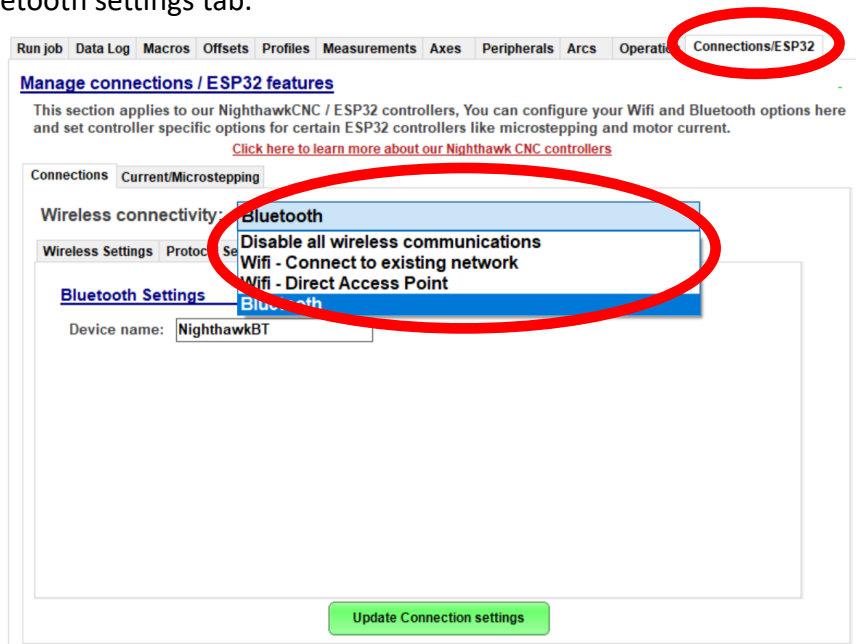 etooth settings tab.
Run job Data Log Macros Offsets Profiles Measurements Axes Peripherals Arcs Operation Connections/ESP32
Manage connections / ESP32 features
This section applies to our NighthawkCNC / ESP32 controllers, You can configure your Wifi and Bluetooth options here
and set controller specific options for certain ESP32 controllers like microstepping and motor current.
Click here to learn more about our Nighthawk CNC controllers
Connections Current/Microstepping
Wireless connectivity: Bluetooth
Disable all wireless communications
Wifi - Connect to existing network
Wifi - Direct Access Point
Bluetooth
Wireless Settings Protoc Se
Bluetooth Settings
Device name: NighthawkBT
Update Connection settings